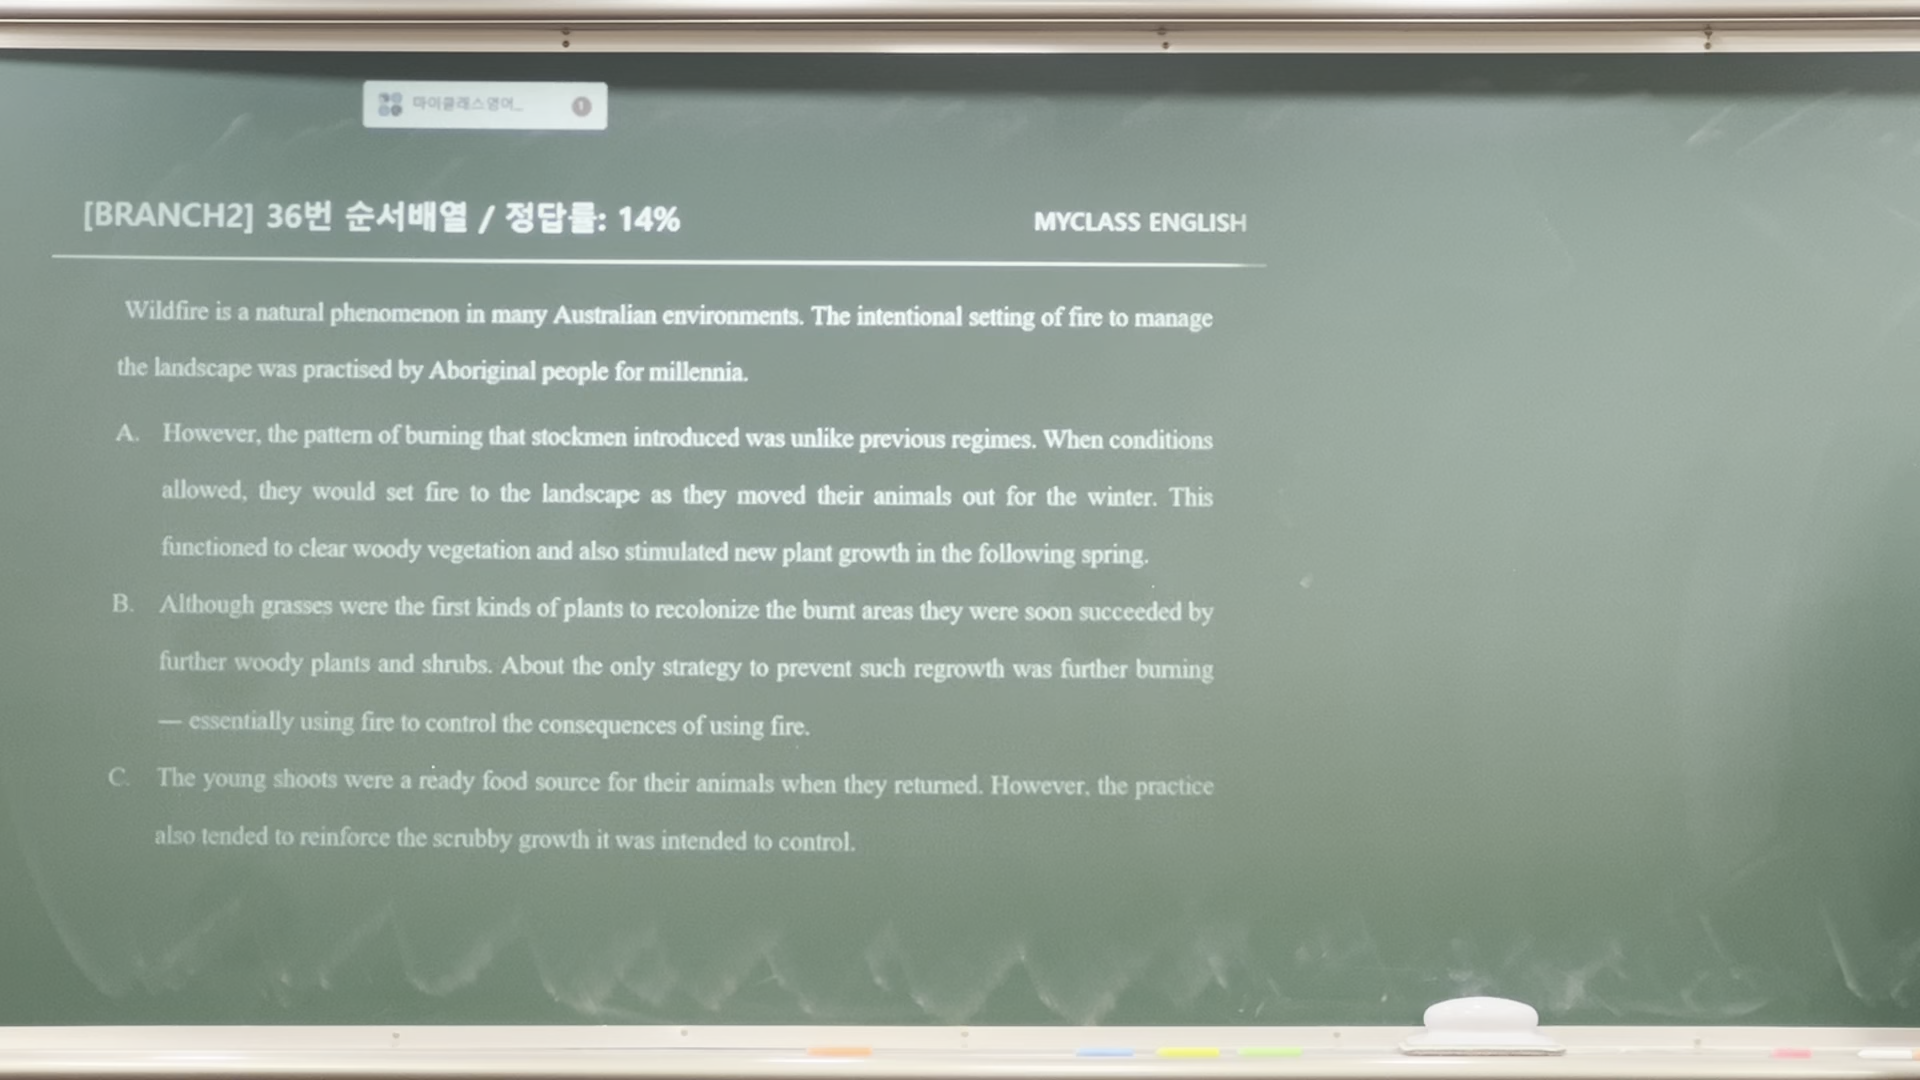 마이클래스영어... 1
[BRANCH2] 36번 순서배열 / 정답률: 14%
MYCLASS ENGLISH
Wildfire is a natural phenomenon in many Australian environments. The intentional setting of fire to manage
the landscape was practised by Aboriginal people for millennia.
A. However, the pattern of burning that stockmen introduced was unlike previous regimes. When conditions
allowed, they would set fire to the landscape as they moved their animals out for the winter. This
functioned to clear woody vegetation and also stimulated new plant growth in the following spring.
B. Although grasses were the first kinds of plants to recolonize the burnt areas they were soon succeeded by
further woody plants and shrubs. About the only strategy to prevent such regrowth was further burning
— essentially using fire to control the consequences of using fire.
C. The young shoots were a ready food source for their animals when they returned. However, the practice
also tended to reinforce the scrubby growth it was intended to control.